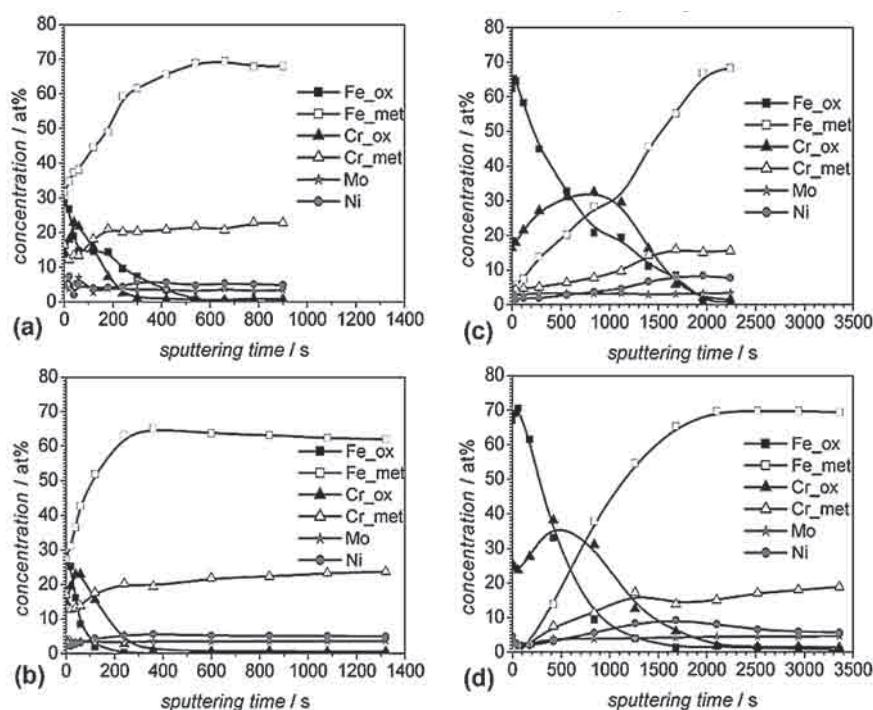 80
70
60
50
40
30
20
10
0
concentration / at%
Fe_ox
Fe_met
Cr_ox
Cr_met
Mo
Ni
0 200 400 600 800 1000 1200 1400
(a)
sputtering time / s
80
70
60
50
40
30
20
10
0
concentration / at%
Fe_ox
Fe_met
Cr_ox
Cr_met
Mo
Ni
0 500 1000 1500 2000 2500 3000 3500
(c)
sputtering time / s
80
70
60
50
40
30
20
10
0
concentration / at%
Fe_ox
Fe_met
Cr_ox
Cr_met
Mo
Ni
0 200 400 600 800 1000 1200 1400
(b)
sputtering time / s
80
70
60
50
40
30
20
10
0
concentration / at%
Fe_ox
Fe_met
Cr_ox
Cr_met
Mo
Ni
0 500 1000 1500 2000 2500 3000 3500
(d)
sputtering time / s